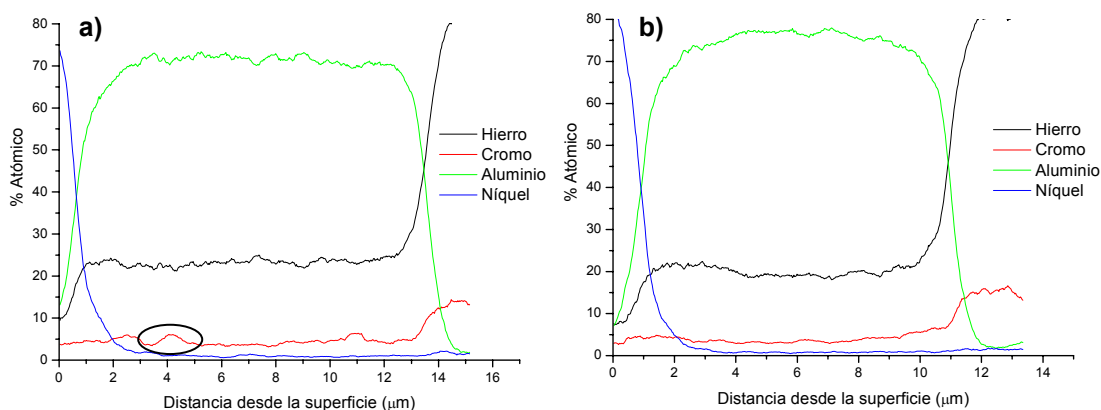 a)
80
70
60
50
40
30
20
10
0
% Atómico
Hierro
Cromo
Aluminio
Níquel
0 2 4 6 8 10 12 14 16
Distancia desde la superficie (µm)
b)
80
70
60
50
40
30
20
10
0
% Atómico
Hierro
Cromo
Aluminio
Níquel
0 2 4 6 8 10 12 14
Distancia desde la superficie (µm)